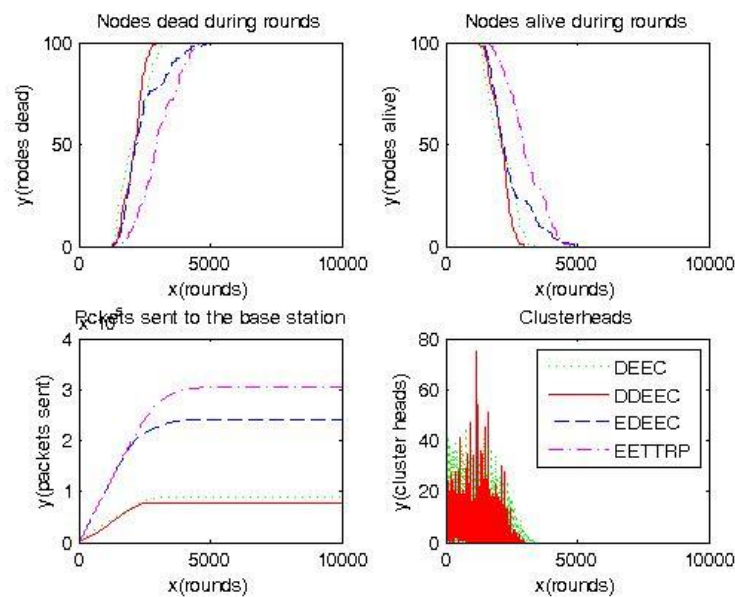 Nodes dead during rounds
100
50
0
0
5000
10000
y(nodes dead)
x(rounds)
Nodes alive during rounds
100
50
0
0
5000
10000
y(nodes alive)
x(rounds)
Pckets sent to the base station
x 10^5
4
3
2
1
0
0
5000
10000
y(packets sent)
x(rounds)
Clusterheads
80
60
40
20
0
0
5000
10000
y(cluster heads)
x(rounds)
DEEC
DDEEC
EDEEC
EETTRP